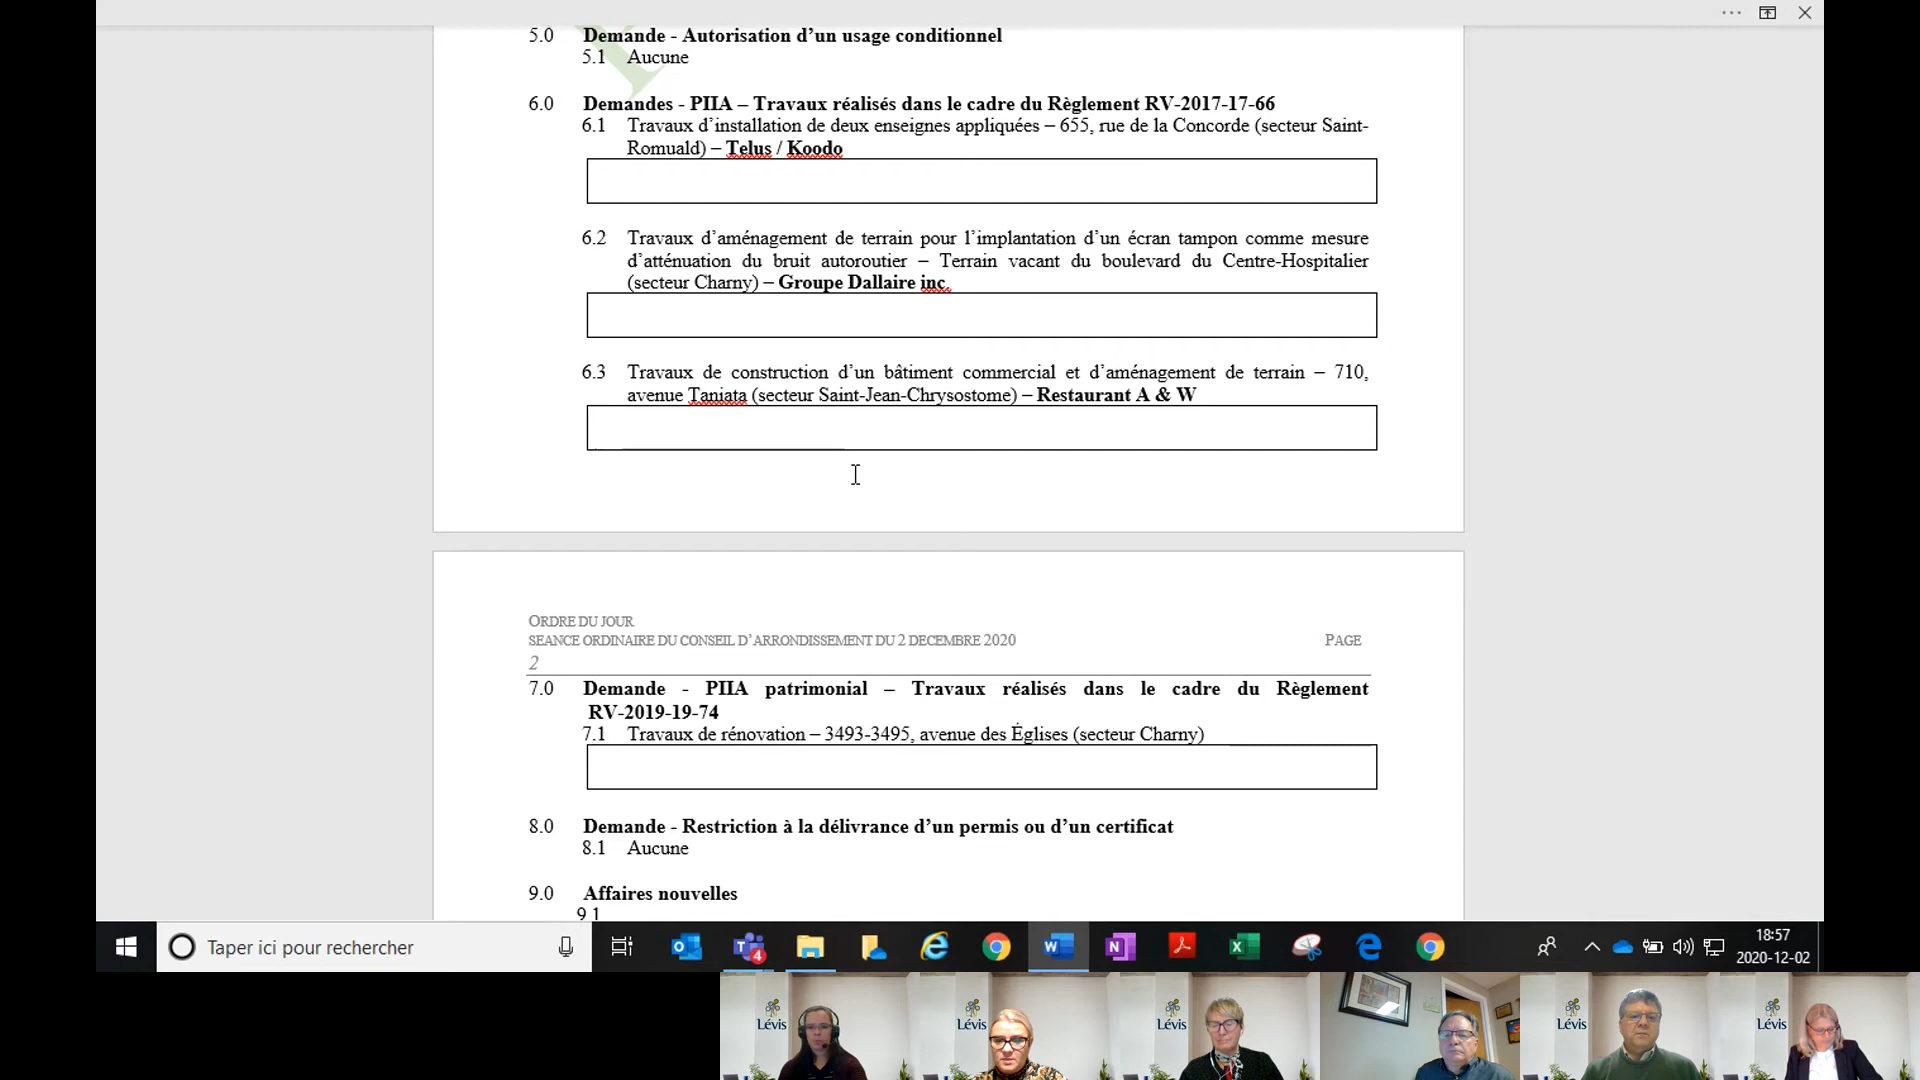 5.0 Demande - Autorisation d’un usage conditionnel
5.1 Aucune
6.0 Demandes - PIIA – Travaux réalisés dans le cadre du Règlement RV-2017-17-66
6.1 Travaux d’installation de deux enseignes appliquées – 655, rue de la Concorde (secteur Saint-
Romuald) – Telus / Koodo
6.2 Travaux d’aménagement de terrain pour l’implantation d’un écran tampon comme mesure
d’atténuation du bruit autoroutier – Terrain vacant du boulevard du Centre-Hospitalier
(secteur Charny) – Groupe Dallaire inc.
6.3 Travaux de construction d’un bâtiment commercial et d’aménagement de terrain – 710,
avenue Taniata (secteur Saint-Jean-Chrysostome) – Restaurant A & W
ORDRE DU JOUR
SEANCE ORDINAIRE DU CONSEIL D’ARRONDISSEMENT DU 2 DECEMBRE 2020 PAGE
2
7.0 Demande - PIIA patrimonial – Travaux réalisés dans le cadre du Règlement
RV-2019-19-74
7.1 Travaux de rénovation – 3493-3495, avenue des Églises (secteur Charny)
8.0 Demande - Restriction à la délivrance d’un permis ou d’un certificat
8.1 Aucune
9.0 Affaires nouvelles
9.1
Taper ici pour rechercher
4
18:57
2020-12-02
Lévis
Lévis
Lévis
Lévis
Lévis